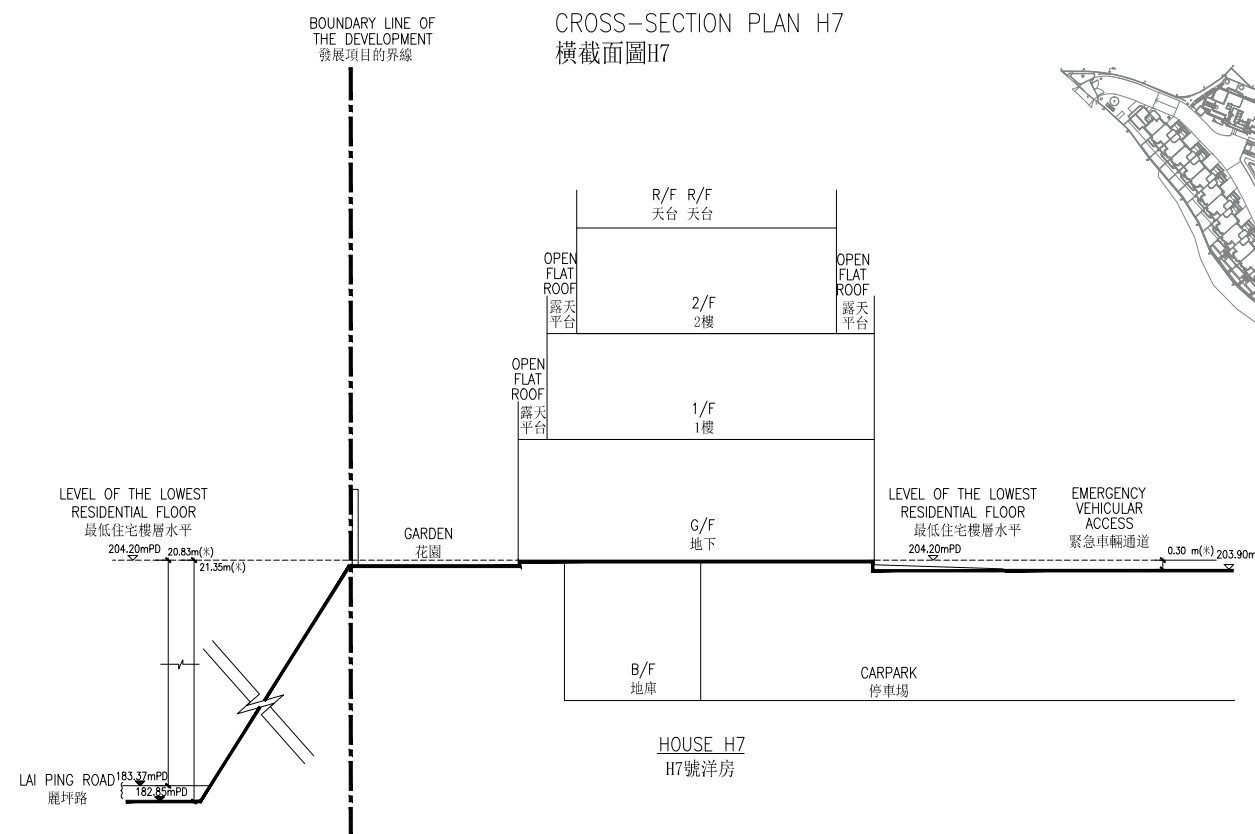 CROSS-SECTION PLAN H7
橫截面圖H7
BOUNDARY LINE OF
THE DEVELOPMENT
發展項目的界線
R/F R/F
天台 天台
OPEN
FLAT
ROOF
露天
平台
2/F
2樓
OPEN
FLAT
ROOF
露天
平台
OPEN
FLAT
ROOF
露天
平台
1/F
1樓
LEVEL OF THE LOWEST
RESIDENTIAL FLOOR
最低住宅樓層水平
204.20mPD
20.83m(米)
21.35m(米)
GARDEN
花園
G/F
地下
LEVEL OF THE LOWEST
RESIDENTIAL FLOOR
最低住宅樓層水平
204.20mPD
EMERGENCY
VEHICULAR
ACCESS
緊急車輛通道
0.30 m(米)
203.90m
B/F
地庫
CARPARK
停車場
HOUSE H7
H7號洋房
LAI PING ROAD
麗坪路
183.37mPD
182.85mPD